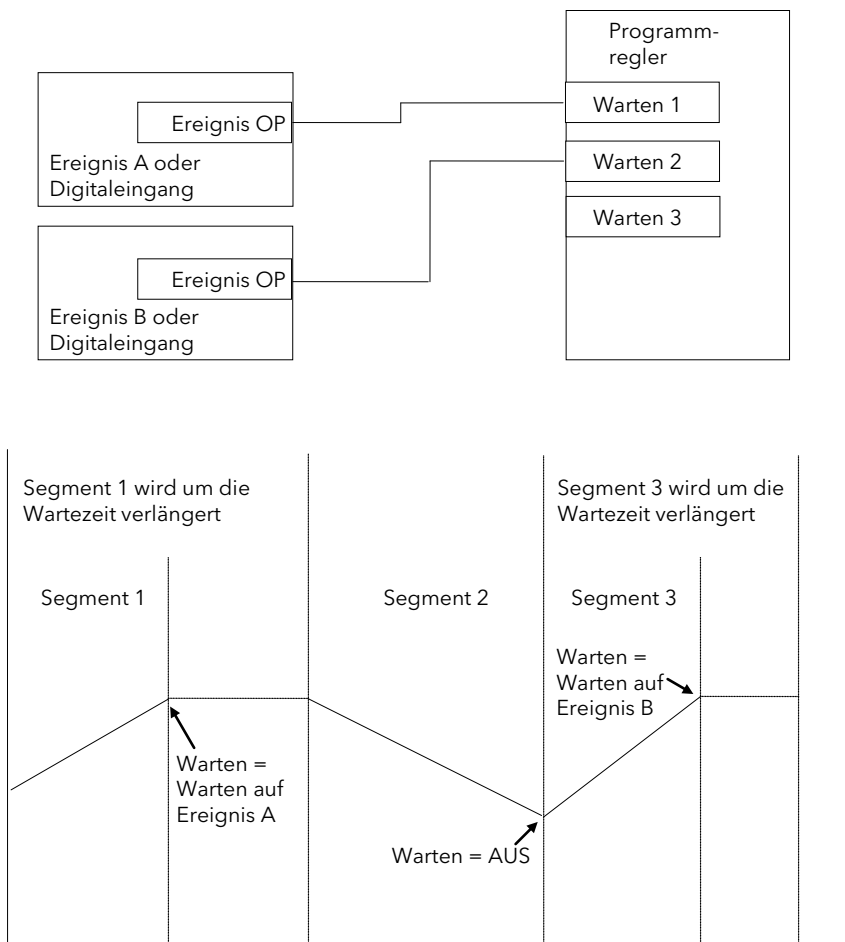 Programm-
regler
Ereignis OP
Ereignis A oder
Digitaleingang
Warten 1
Warten 2
Warten 3
Ereignis OP
Ereignis B oder
Digitaleingang
Segment 1 wird um die
Wartezeit verlängert
Segment 3 wird um die
Wartezeit verlängert
Segment 1
Segment 2
Segment 3
Warten =
Warten auf
Ereignis B
Warten =
Warten auf
Ereignis A
Warten = AUS